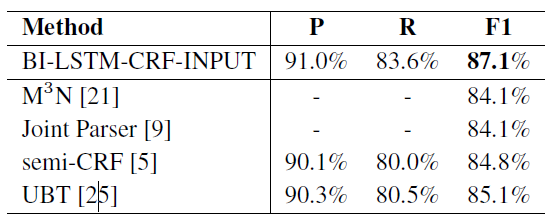 Method P R F1
BI-LSTM-CRF-INPUT 91.0% 83.6% 87.1%
M³N [21] - - 84.1%
Joint Parser [9] - - 84.1%
semi-CRF [5] 90.1% 80.0% 84.8%
UBT [25] 90.3% 80.5% 85.1%